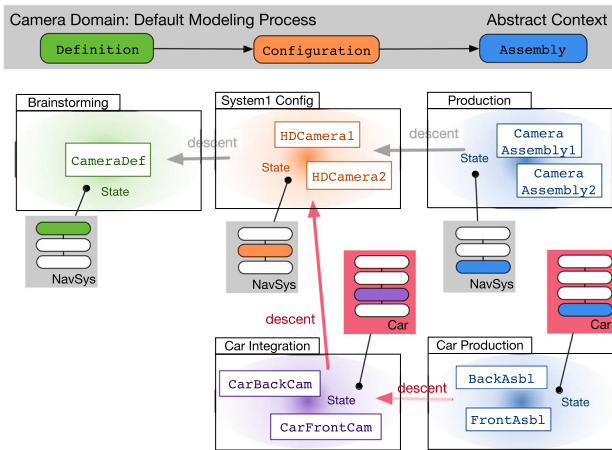 Camera Domain: Default Modeling Process
Abstract Context
Definition
Configuration
Assembly
Brainstorming
System1 Config
Production
CameraDef
State
descent
HDCamera1
State
HDCamera2
descent
Camera
Assembly1
State
Camera
Assembly2
NavSys
NavSys
NavSys
Car
Car
descent
Car Integration
Car Production
CarBackCam
State
CarFrontCam
descent
BackAsbl
State
FrontAsbl